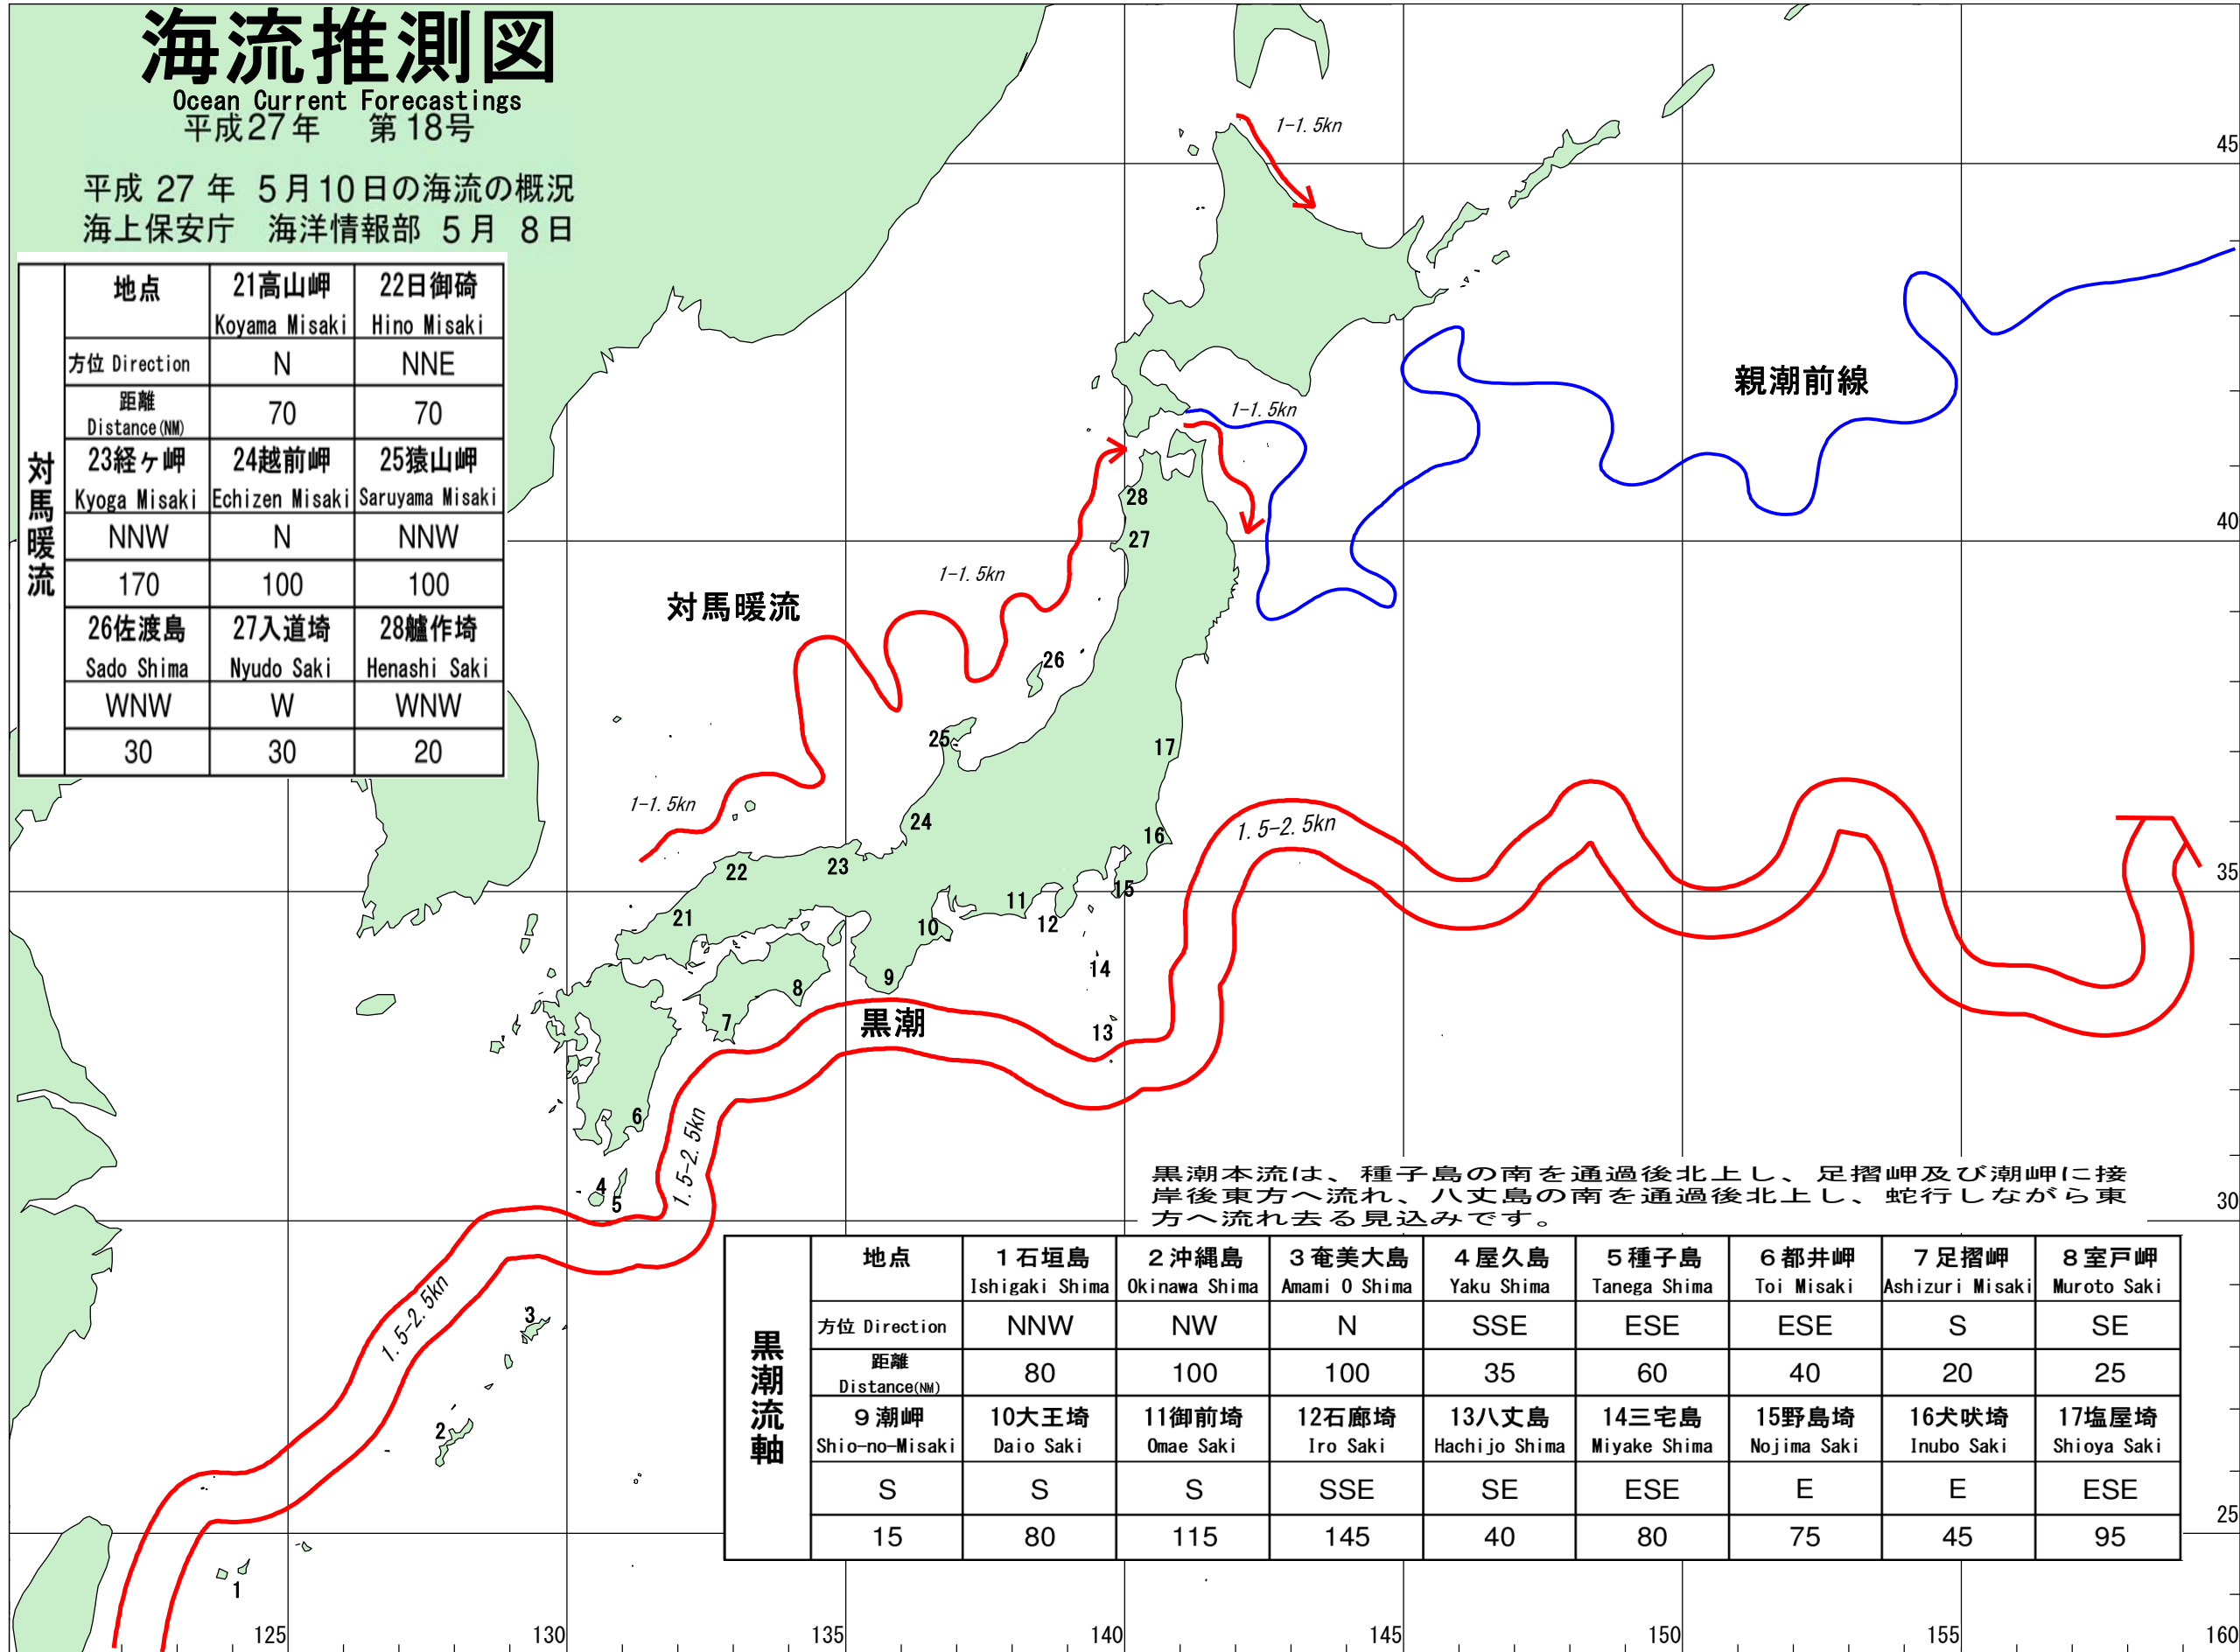 海流推測図
Ocean Current Forecastings
平成27年 第18号
平成 27 年 5月10日の海流の概況
海上保安庁 海洋情報部 5月 8日
対馬暖流
地点 21高山岬 22日御碕
Koyama Misaki Hino Misaki
方位 Direction N NNE
距離 Distance(NM) 70 70
23経ヶ岬 24越前岬 25猿山岬
Kyoga Misaki Echizen Misaki Saruyama Misaki
NNW N NNW
170 100 100
26佐渡島 27入道埼 28艫作埼
Sado Shima Nyudo Saki Henashi Saki
WNW W WNW
30 30 20
1-1.5kn
45
親潮前線
1-1.5kn
28
27
40
1-1.5kn
対馬暖流
26
25
17
1-1.5kn
24
1.5-2.5kn
16
22
23
35
15
11
21
10
12
14
9
8
7
黒潮
13
6
1.5-2.5kn
4
5
30
黒潮本流は、種子島の南を通過後北上し、足摺岬及び潮岬に接
岸後東方へ流れ、八丈島の南を通過後北上し、蛇行しながら東
方へ流れ去る見込みです。
1.5-2.5kn
3
2
黒潮流軸
地点 1石垣島 2沖縄島 3奄美大島 4屋久島 5種子島 6都井岬 7足摺岬 8室戸岬
Ishigaki Shima Okinawa Shima Amami O Shima Yaku Shima Tanega Shima Toi Misaki Ashizuri Misaki Muroto Saki
方位 Direction NNW NW N SSE ESE ESE S SE
距離 Distance(NM) 80 100 100 35 60 40 20 25
9潮岬 10大王埼 11御前埼 12石廊埼 13八丈島 14三宅島 15野島埼 16犬吠埼 17塩屋埼
Shio-no-Misaki Daio Saki Omae Saki Iro Saki Hachijo Shima Miyake Shima Nojima Saki Inubo Saki Shioya Saki
S S S SSE SE ESE E E ESE
15 80 115 145 40 80 75 45 95
25
1
125 130 135 140 145 150 155 160